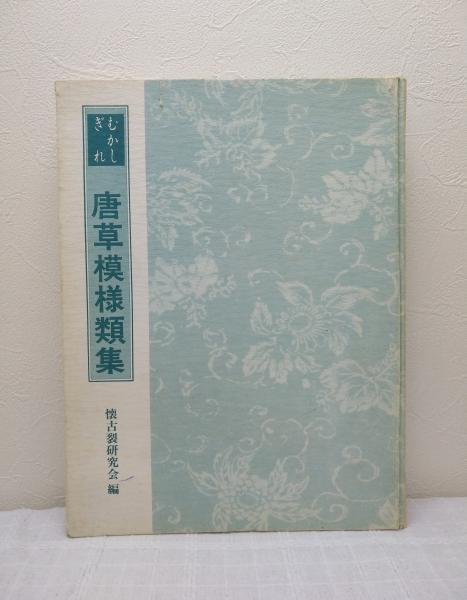 むかし
ぎれ
唐草模様類集
懐古裂研究会編